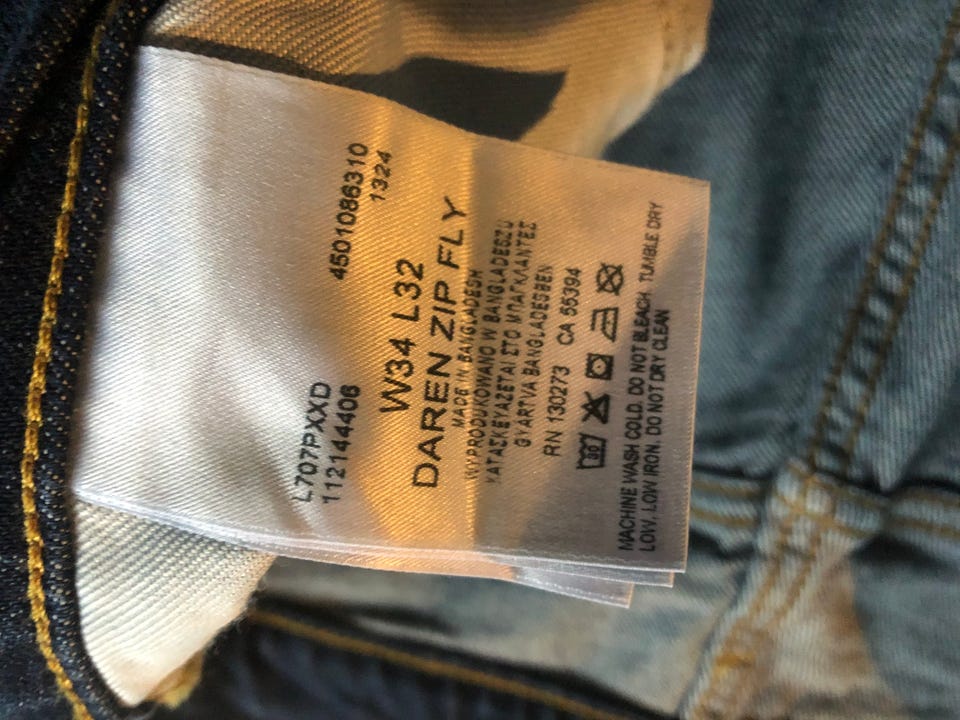 L707PXXD
112144406
4501086310
1324
W34 L32
DAREN ZIP FLY
MADE IN BANGLADESH
WYPRODUKOWANO W BANGLADESZU
ΚΑΤΑΣΚΕΥΑΖΕΤΑΙ ΣΤΟ ΜΠΑΓΚΛΑΝΤΕΣ
GYÁRTVA BANGLADESBEN
RN 130273 CA 55394
MACHINE WASH COLD. DO NOT BLEACH. TUMBLE DRY
LOW. LOW IRON. DO NOT DRY CLEAN